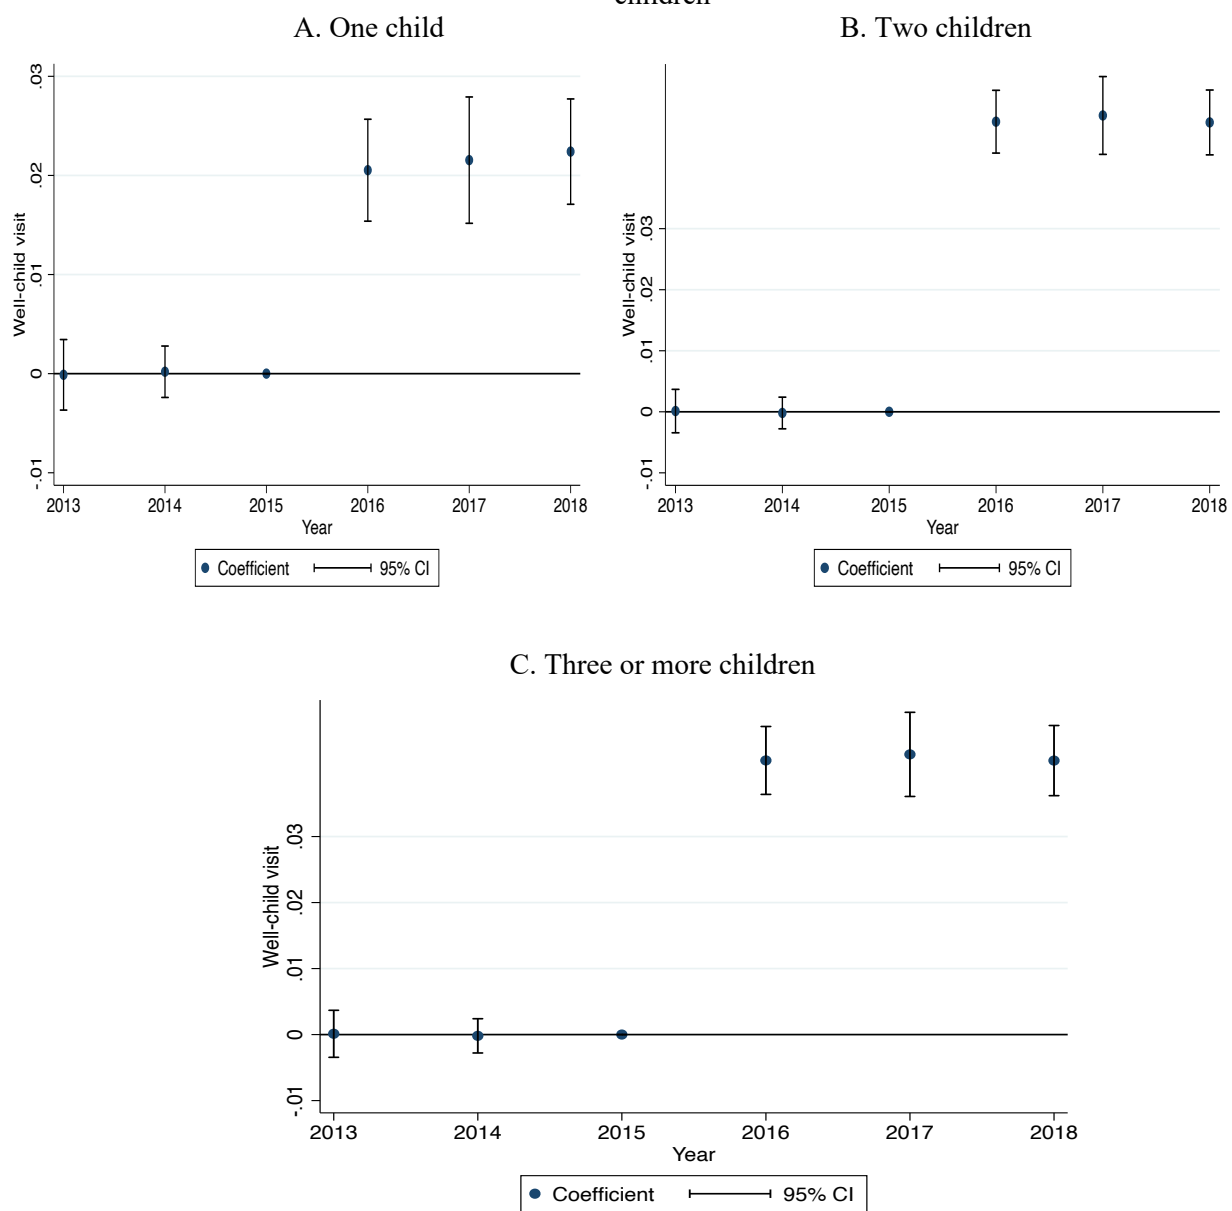 children
A. One child
B. Two children
Well-child visit
.03
.02
.01
0
-.01
2013 2014 2015 2016 2017 2018
Year
Coefficient 95% CI
Well-child visit
.03
.02
.01
0
-.01
2013 2014 2015 2016 2017 2018
Year
Coefficient 95% CI
C. Three or more children
Well-child visit
.03
.02
.01
0
-.01
2013 2014 2015 2016 2017 2018
Year
Coefficient 95% CI